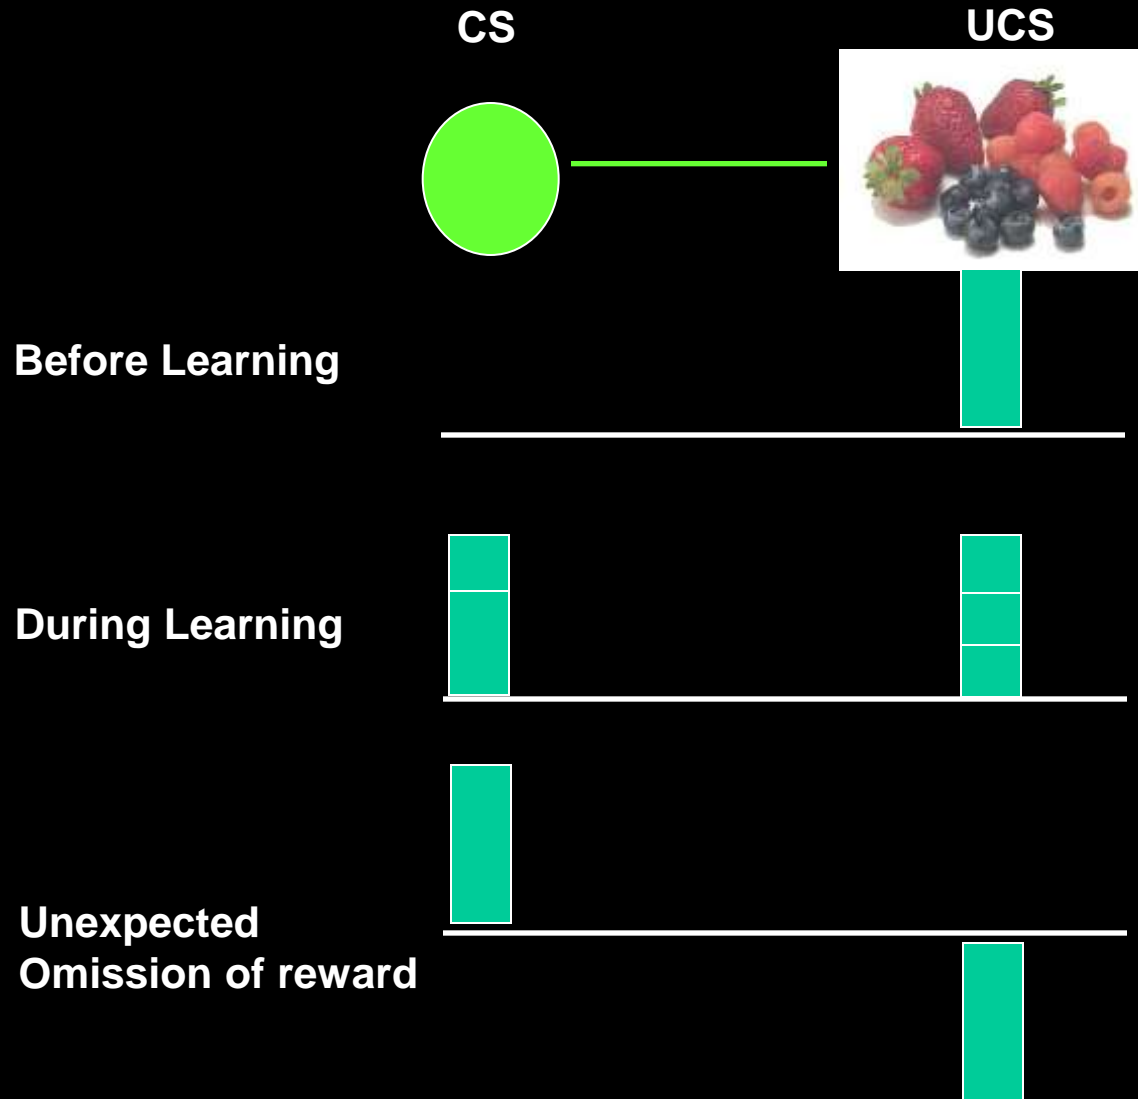 CS
UCS
Before Learning
During Learning
Unexpected
Omission of reward